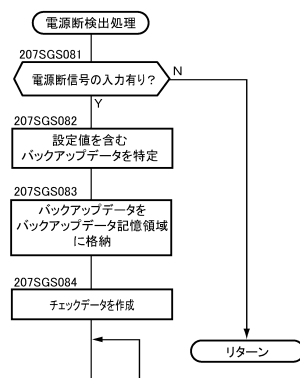 電源断検出処理
207SGS081
電源断信号の入力有り？
N
Y
207SGS082
設定値を含む
バックアップデータを特定
207SGS083
バックアップデータを
バックアップデータ記憶領域
に格納
207SGS084
チェックデータを作成
リターン